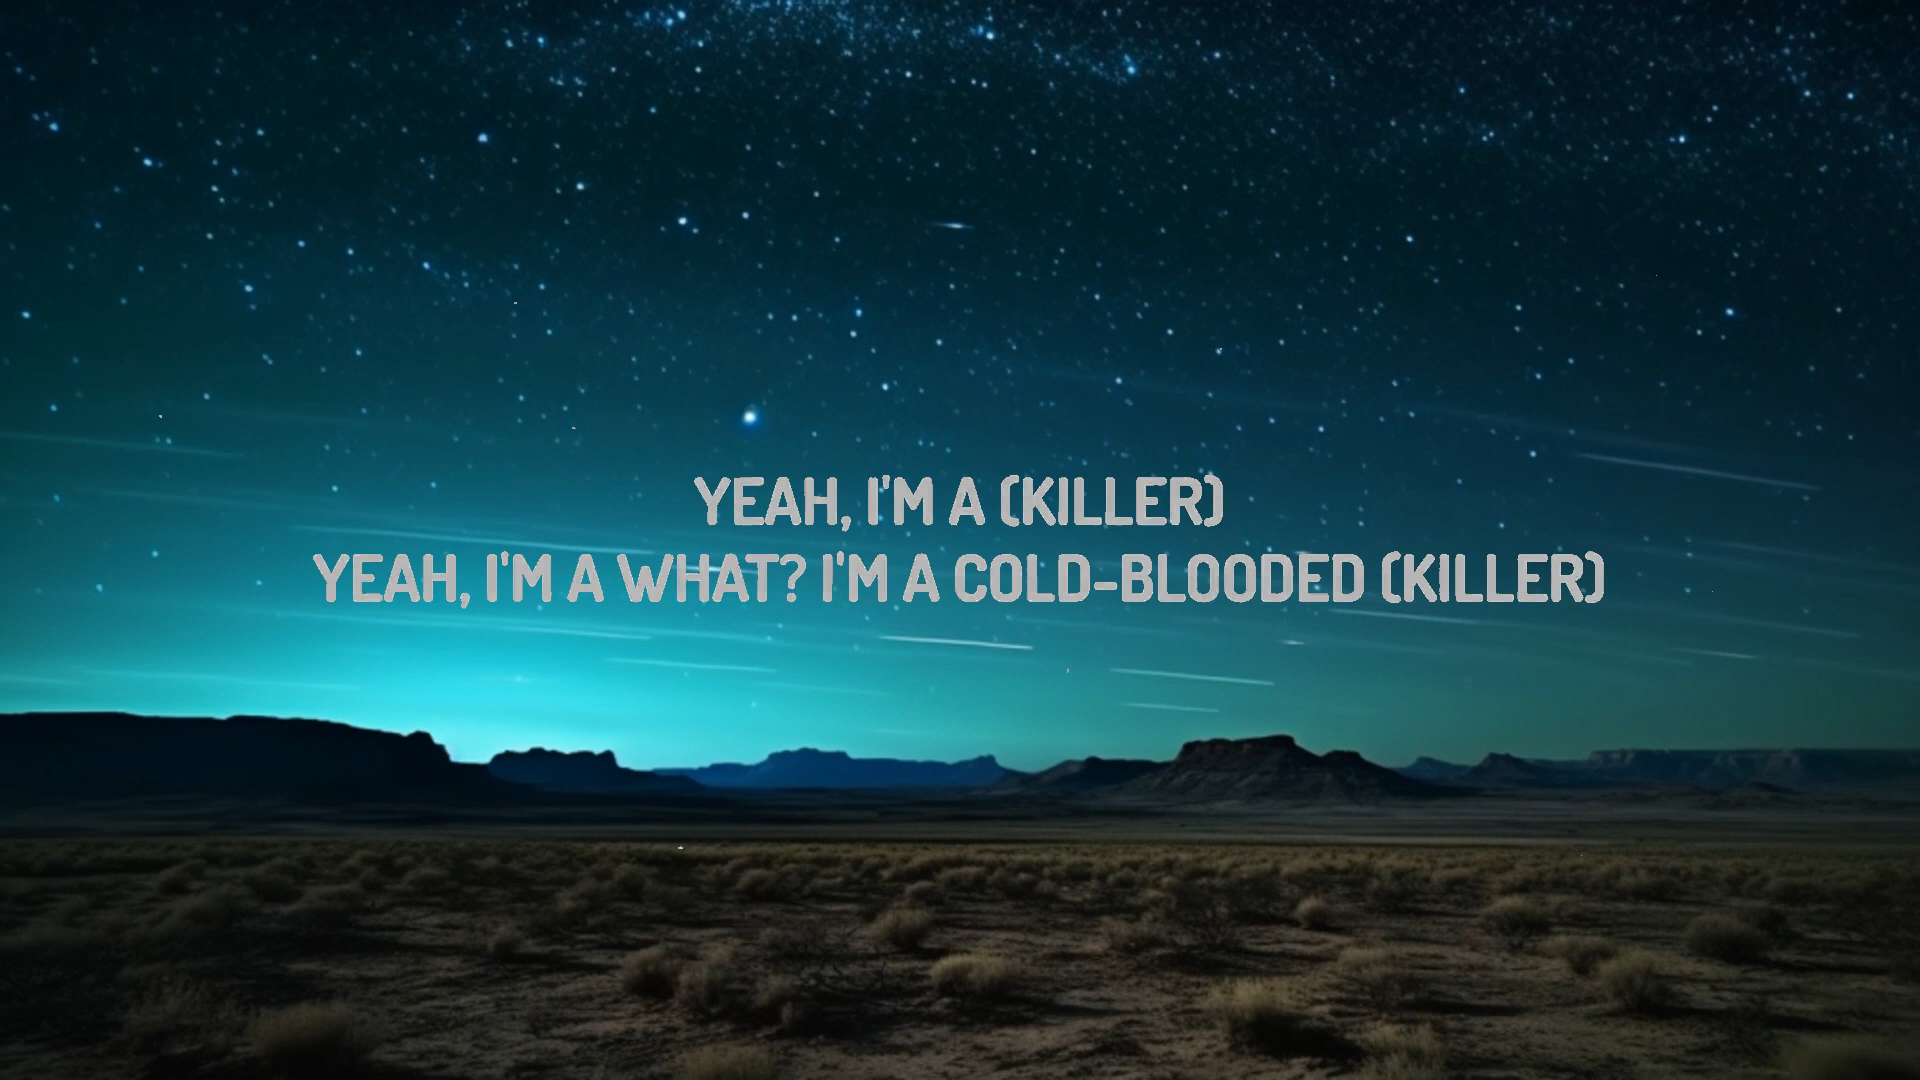 YEAH, I'M A (KILLER)
YEAH, I'M A WHAT? I'M A COLD-BLOODED (KILLER)